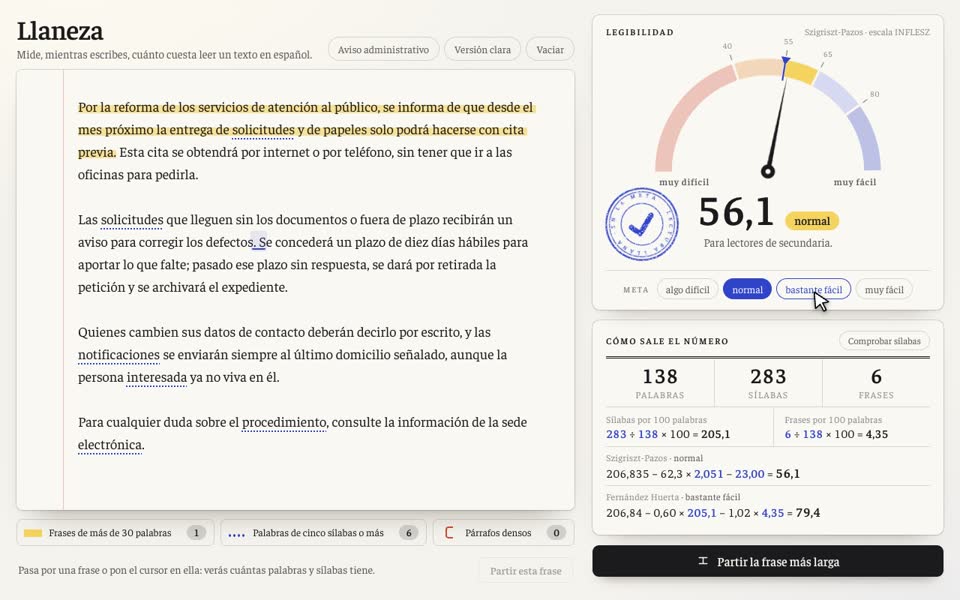 Llaneza
Mide, mientras escribes, cuánto cuesta leer un texto en español.
Aviso administrativo
Versión clara
Vaciar
Por la reforma de los servicios de atención al público, se informa de que desde el
mes próximo la entrega de solicitudes y de papeles solo podrá hacerse con cita
previa. Esta cita se obtendrá por internet o por teléfono, sin tener que ir a las
oficinas para pedirla.
Las solicitudes que lleguen sin los documentos o fuera de plazo recibirán un
aviso para corregir los defectos. Se concederá un plazo de diez días hábiles para
aportar lo que falte; pasado ese plazo sin respuesta, se dará por retirada la
petición y se archivará el expediente.
Quienes cambien sus datos de contacto deberán decirlo por escrito, y las
notificaciones se enviarán siempre al último domicilio señalado, aunque la
persona interesada ya no viva en él.
Para cualquier duda sobre el procedimiento, consulte la información de la sede
electrónica.
Frases de más de 30 palabras 1
Palabras de cinco sílabas o más 6
Párrafos densos 0
Pasa por una frase o pon el cursor en ella: verás cuántas palabras y sílabas tiene.
Partir esta frase
LEGIBILIDAD
Szigriszt-Pazos · escala INFLESZ
40
55
65
80
muy difícil
muy fácil
EN LA META · LECTURA LLANA ·
56,1 normal
Para lectores de secundaria.
META
algo difícil
normal
bastante fácil
muy fácil
CÓMO SALE EL NÚMERO
Comprobar sílabas
138
PALABRAS
283
SÍLABAS
6
FRASES
Sílabas por 100 palabras
283 ÷ 138 × 100 = 205,1
Frases por 100 palabras
6 ÷ 138 × 100 = 4,35
Szigriszt-Pazos · normal
206,835 − 62,3 × 2,051 − 23,00 = 56,1
Fernández Huerta · bastante fácil
206,84 − 0,60 × 205,1 − 1,02 × 4,35 = 79,4
Partir la frase más larga